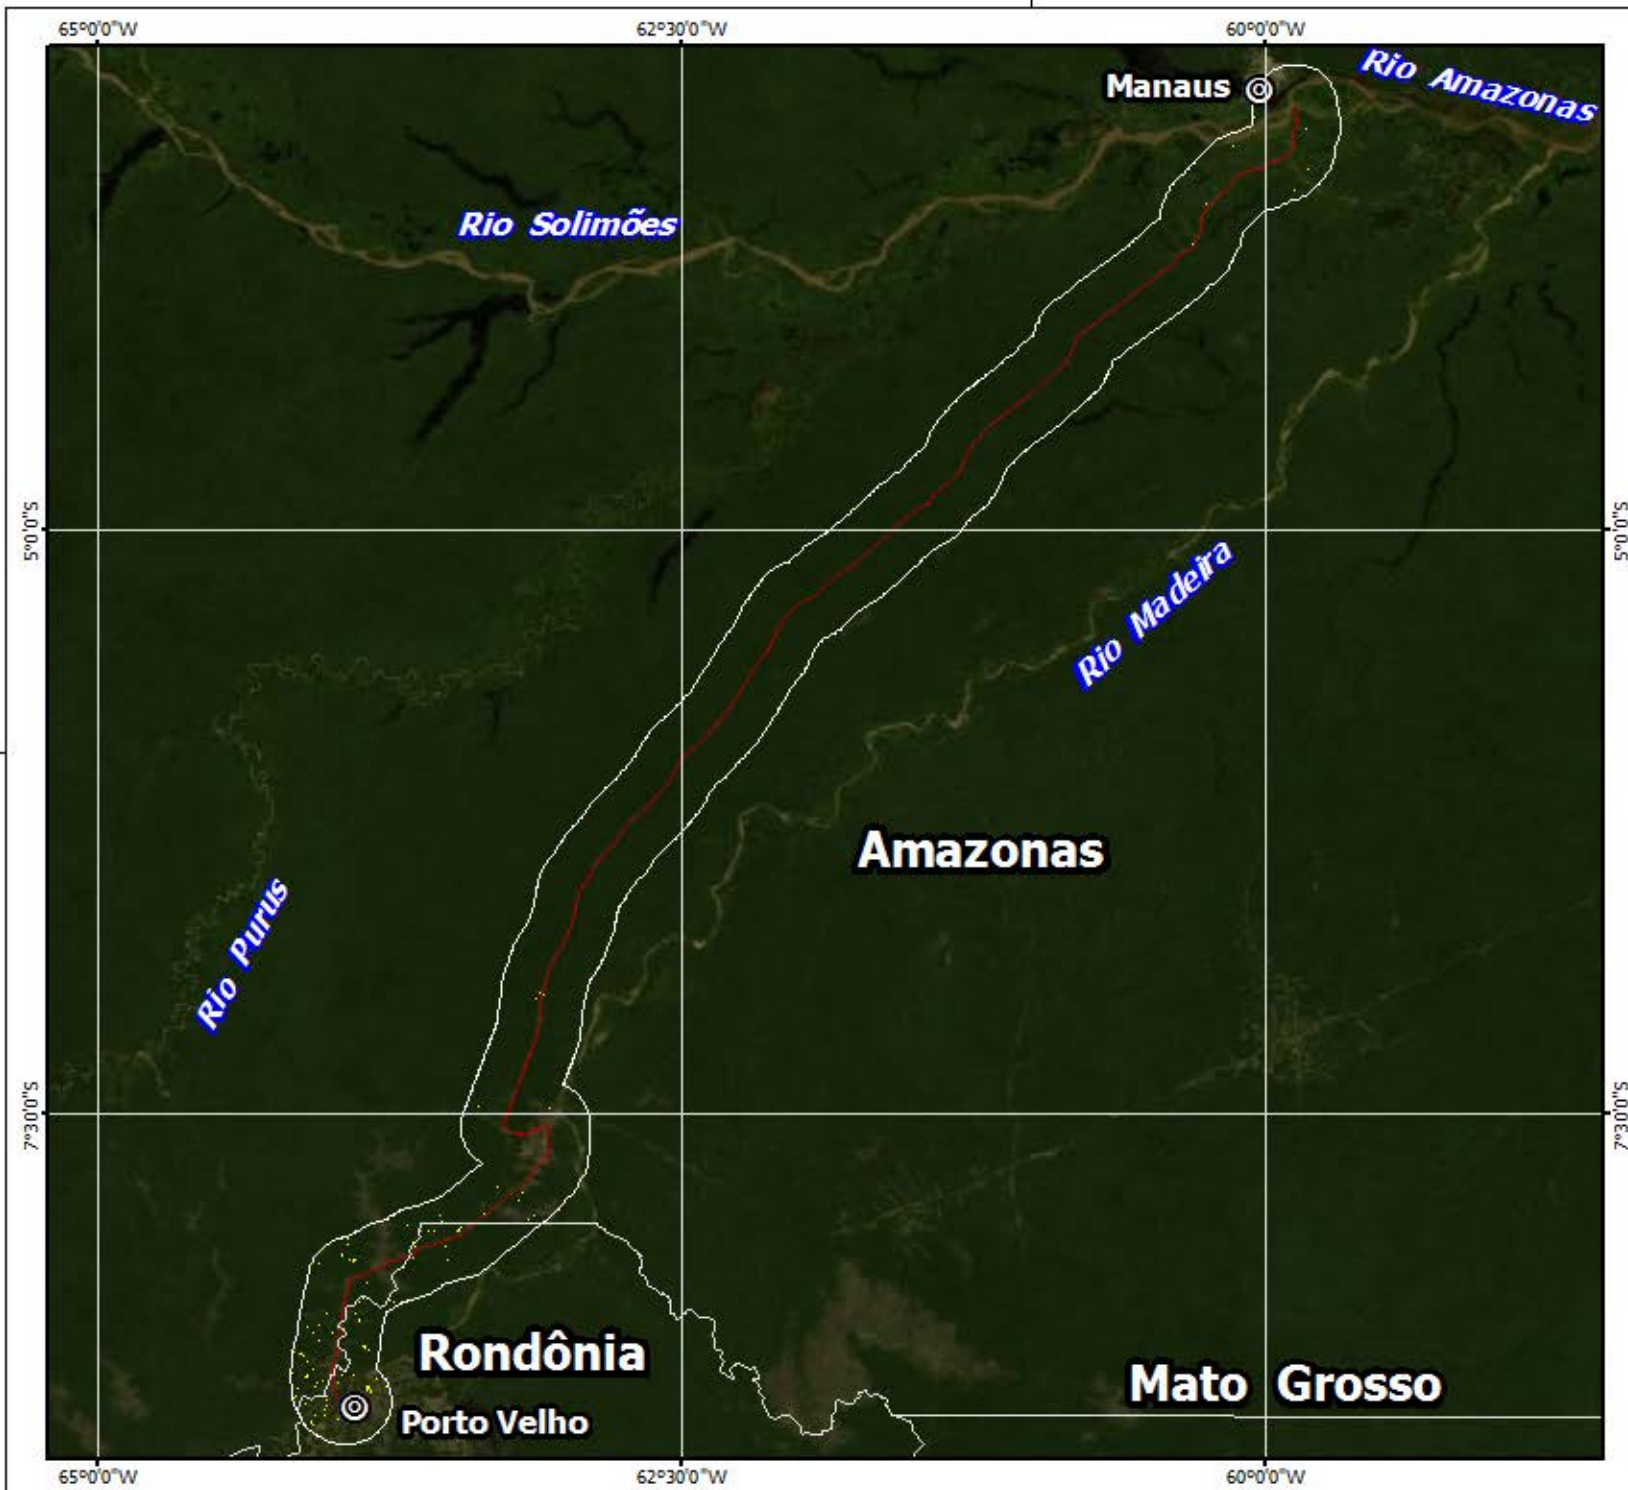 65°0'0"W 62°30'0"W 60°0'0"W
Manaus
Rio Amazonas
Rio Solimões
5°0'0"S 5°0'0"S
Rio Madeira
Amazonas
Rio Purus
7°30'0"S 7°30'0"S
Rondônia
Mato Grosso
Porto Velho
65°0'0"W 62°30'0"W 60°0'0"W